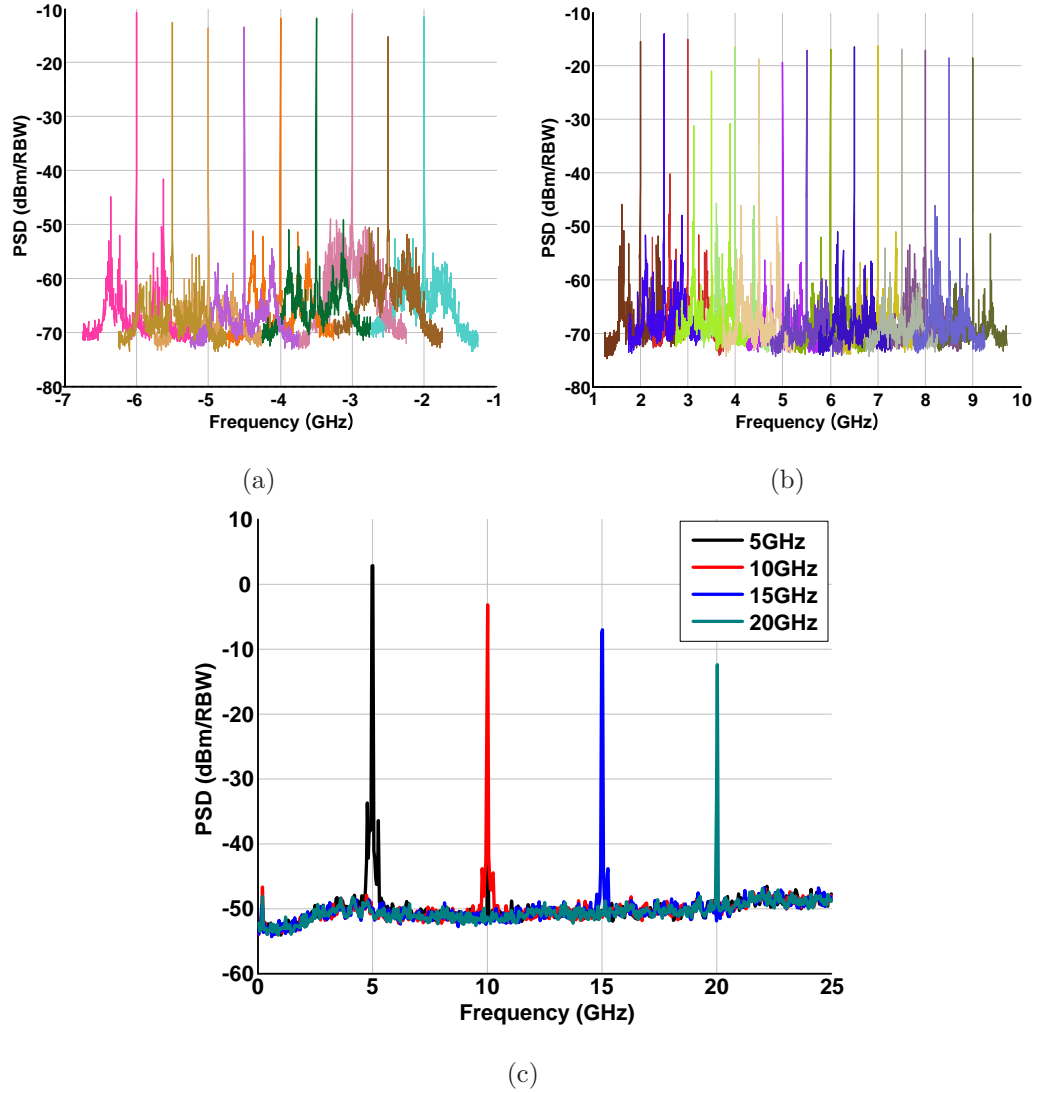 -10
-20
-30
-40
-50
-60
-70
-80
PSD (dBm/RBW)
-7 -6 -5 -4 -3 -2 -1
Frequency (GHz)
(a)
-10
-20
-30
-40
-50
-60
-70
-80
PSD (dBm/RBW)
1 2 3 4 5 6 7 8 9 10
Frequency (GHz)
(b)
10
0
-10
-20
-30
-40
-50
-60
PSD (dBm/RBW)
5GHz
10GHz
15GHz
20GHz
0 5 10 15 20 25
Frequency (GHz)
(c)